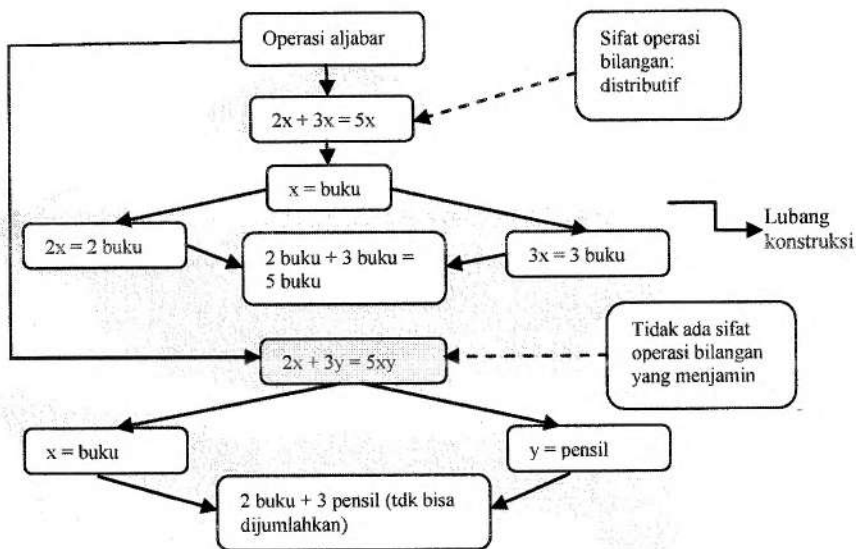 Operasi aljabar
Sifat operasi
bilangan:
distributif
2x + 3x = 5x
x = buku
2x = 2 buku
2 buku + 3 buku =
5 buku
3x = 3 buku
Lubang
konstruksi
Tidak ada sifat
operasi bilangan
yang menjamin
2x + 3y = 5xy
x = buku
y = pensil
2 buku + 3 pensil (tdk bisa
dijumlahkan)